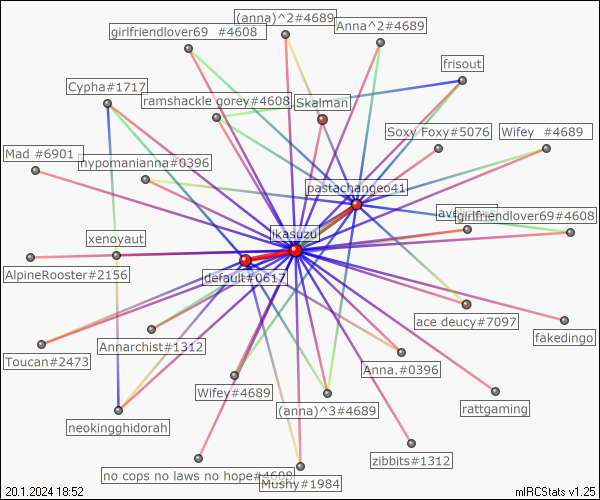 (anna)^2#4689
Anna^2#4689
girlfriendlover69 #4608
frisout
Cypha#1717
ramshackle gorey#4608
Skalman
Soxy Foxy#5076
Wifey #4689
Mad #6901
hypomanianna#0396
pastachangeo41
girlfriendlover69#4608
ikasuzu
xenoyaut
AlpineRooster#2156
default#0617
ace deucy#7097
fakedingo
Annarchist#1312
Toucan#2473
Anna.#0396
Wifey#4689
(anna)^3#4689
rattgaming
neokingghidorah
zibbits#1312
no cops no laws no hope#4608
Mushy#1984
20.1.2024 18:52
mIRCStats v1.25